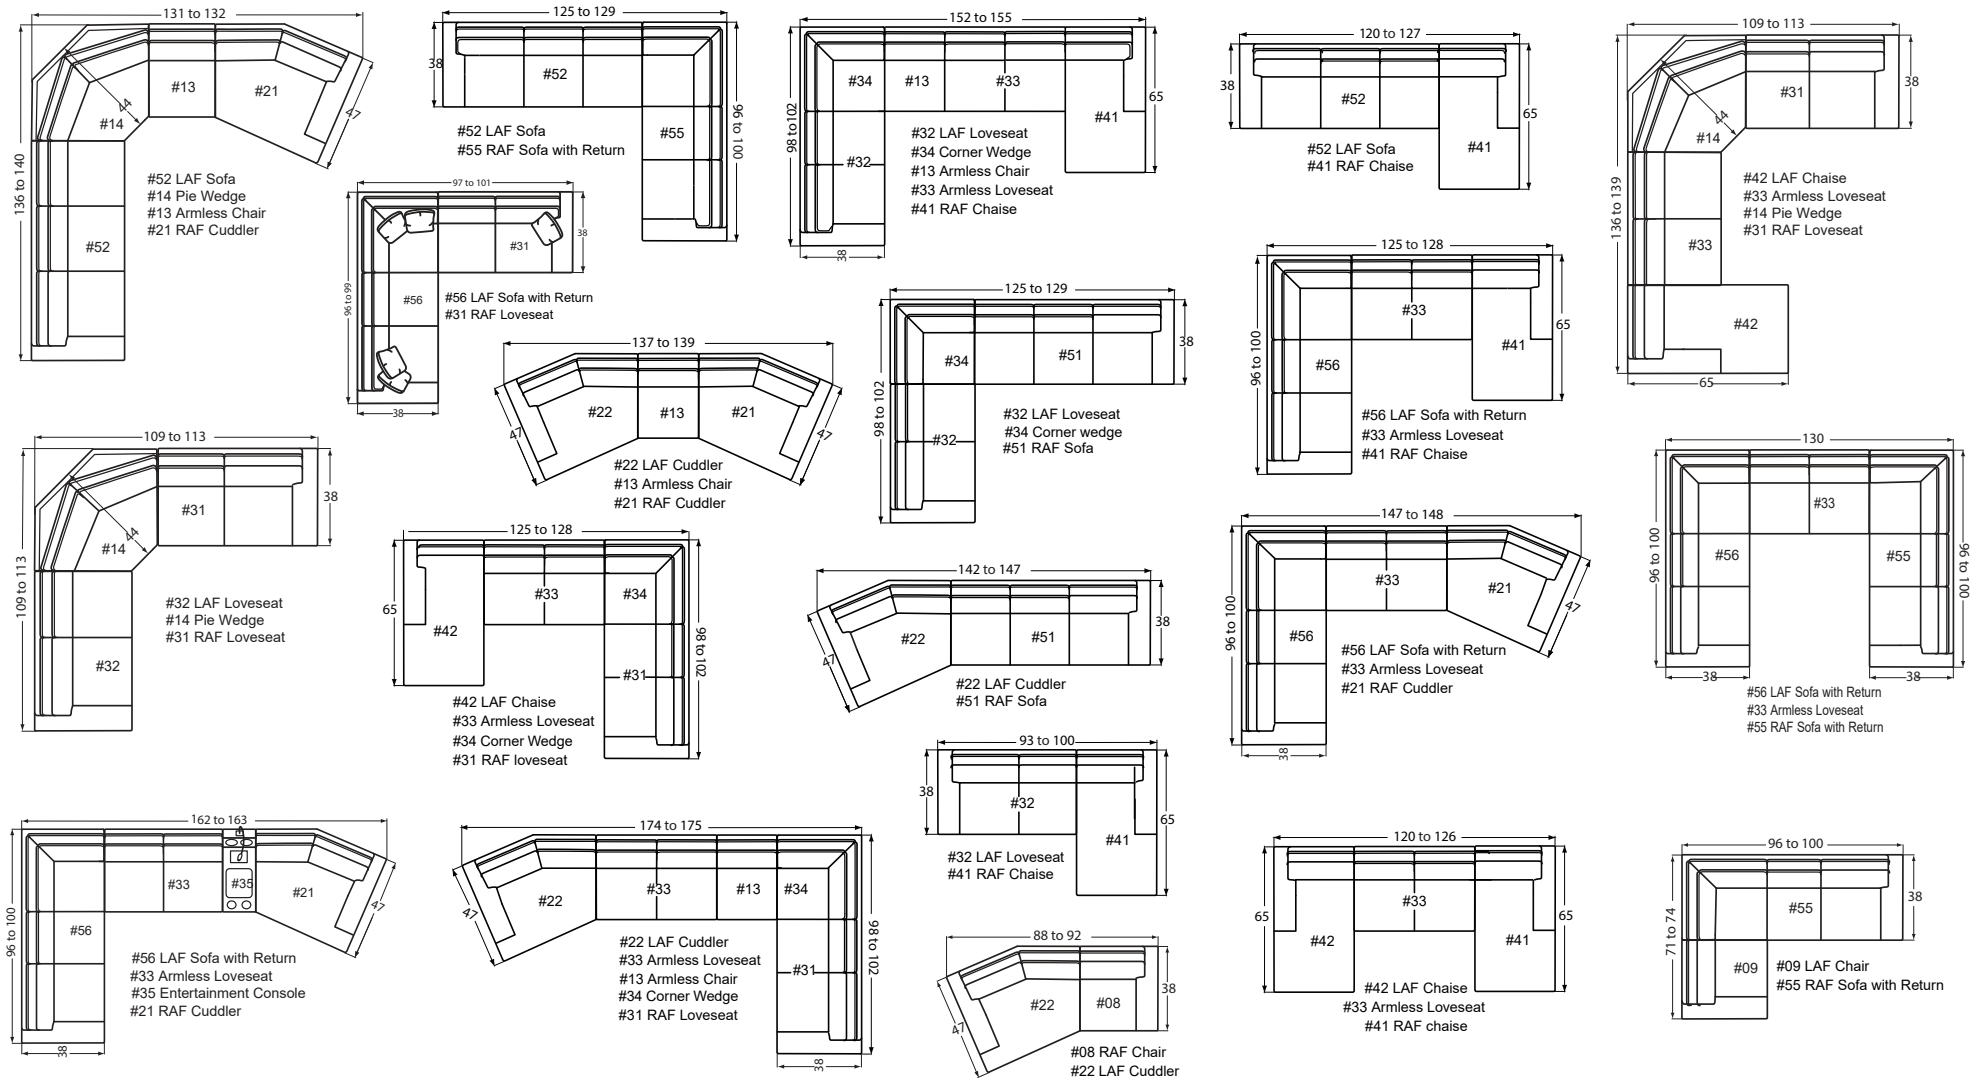 131 to 132
136 to 140
44
47
#14
#13
#21
#52
#52 LAF Sofa
#14 Pie Wedge
#13 Armless Chair
#21 RAF Cuddler
125 to 129
38
96 to 100
#52
#55
#52 LAF Sofa
#55 RAF Sofa with Return
152 to 155
98 to102
65
38
#34
#13
#33
#41
#32
#32 LAF Loveseat
#34 Corner Wedge
#13 Armless Chair
#33 Armless Loveseat
#41 RAF Chaise
120 to 127
38
65
#52
#41
#52 LAF Sofa
#41 RAF Chaise
109 to 113
136 to 139
38
44
65
#31
#14
#33
#42
#42 LAF Chaise
#33 Armless Loveseat
#14 Pie Wedge
#31 RAF Loveseat
97 to 101
96 to 99
38
38
#31
#56
#56 LAF Sofa with Return
#31 RAF Loveseat
137 to 139
47
47
#22
#13
#21
#22 LAF Cuddler
#13 Armless Chair
#21 RAF Cuddler
125 to 129
98 to 102
38
#34
#51
#32
#32 LAF Loveseat
#34 Corner wedge
#51 RAF Sofa
125 to 128
96 to 100
65
#33
#41
#56
#56 LAF Sofa with Return
#33 Armless Loveseat
#41 RAF Chaise
109 to 113
109 to 113
38
44
#31
#14
#32
#32 LAF Loveseat
#14 Pie Wedge
#31 RAF Loveseat
125 to 128
65
98 to 102
#33
#34
#42
#31
#42 LAF Chaise
#33 Armless Loveseat
#34 Corner Wedge
#31 RAF loveseat
142 to 147
47
38
#22
#51
#22 LAF Cuddler
#51 RAF Sofa
147 to 148
96 to 100
47
38
#33
#21
#56
#56 LAF Sofa with Return
#33 Armless Loveseat
#21 RAF Cuddler
130
96 to 100
96 to 100
38
38
#33
#56
#55
#56 LAF Sofa with Return
#33 Armless Loveseat
#55 RAF Sofa with Return
93 to 100
38
65
#32
#41
#32 LAF Loveseat
#41 RAF Chaise
162 to 163
96 to 100
47
38
#33
#35
#21
#56
#56 LAF Sofa with Return
#33 Armless Loveseat
#35 Entertainment Console
#21 RAF Cuddler
174 to 175
47
98 to 102
38
#22
#33
#13
#34
#31
#22 LAF Cuddler
#33 Armless Loveseat
#13 Armless Chair
#34 Corner Wedge
#31 RAF Loveseat
88 to 92
47
38
#22
#08
#08 RAF Chair
#22 LAF Cuddler
120 to 126
65
65
#33
#42
#41
#42 LAF Chaise
#33 Armless Loveseat
#41 RAF chaise
96 to 100
71 to 74
38
#55
#09
#09 LAF Chair
#55 RAF Sofa with Return